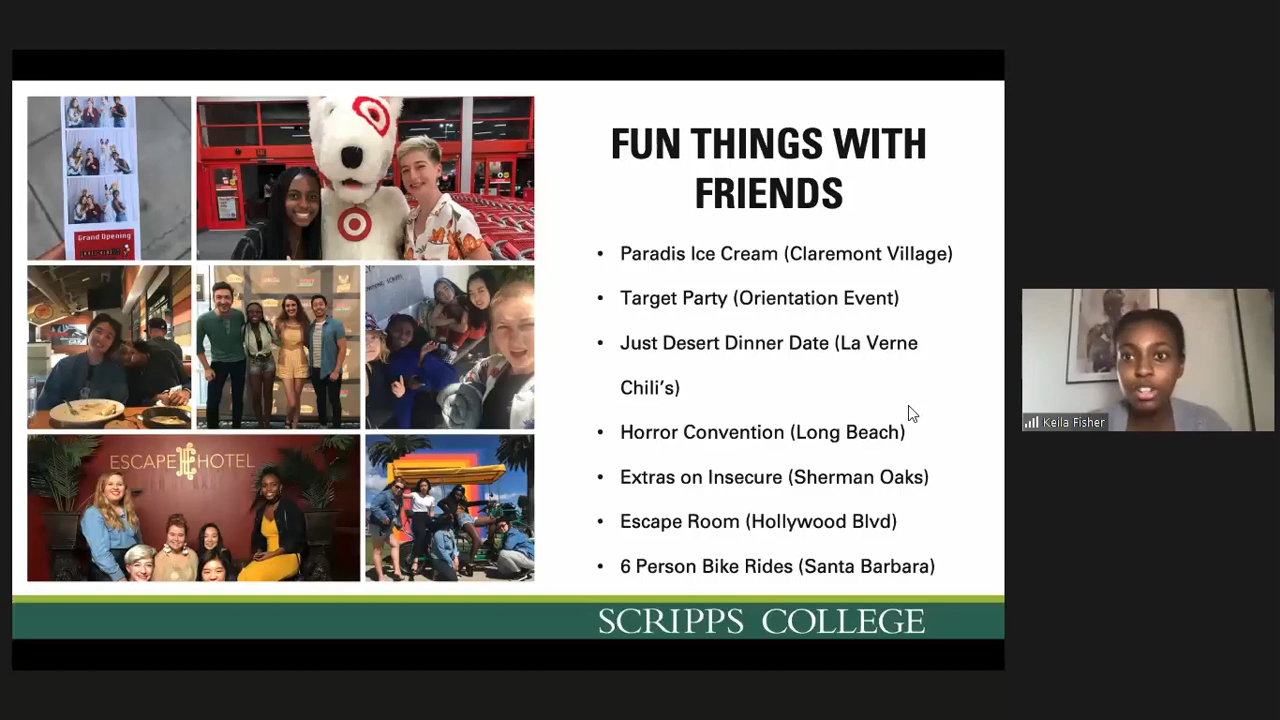 FUN THINGS WITH
FRIENDS
• Paradis Ice Cream (Claremont Village)
• Target Party (Orientation Event)
• Just Desert Dinner Date (La Verne
Chili's)
• Horror Convention (Long Beach)
• Extras on Insecure (Sherman Oaks)
• Escape Room (Hollywood Blvd)
• 6 Person Bike Rides (Santa Barbara)
SCRIPPS COLLEGE
Grand Opening
ESCAPE HOTEL
Keila Fisher